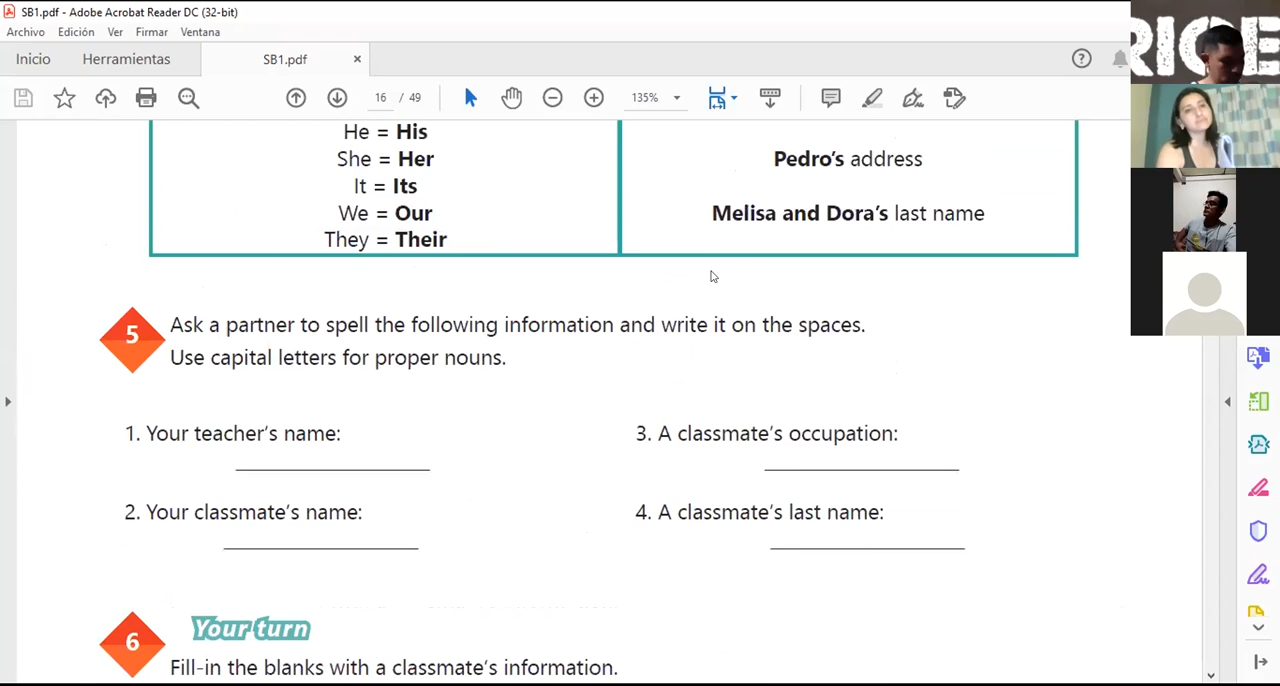 SB1.pdf - Adobe Acrobat Reader DC (32-bit)
Archivo Edición Ver Firmar Ventana
Inicio Herramientas SB1.pdf ×
16 / 49 135%
He = His
She = Her
It = Its
We = Our
They = Their
Pedro's address
Melisa and Dora's last name
5
Ask a partner to spell the following information and write it on the spaces.
Use capital letters for proper nouns.
1. Your teacher's name:
2. Your classmate's name:
3. A classmate's occupation:
4. A classmate's last name:
6
Your turn
Fill-in the blanks with a classmate's information.
RICE